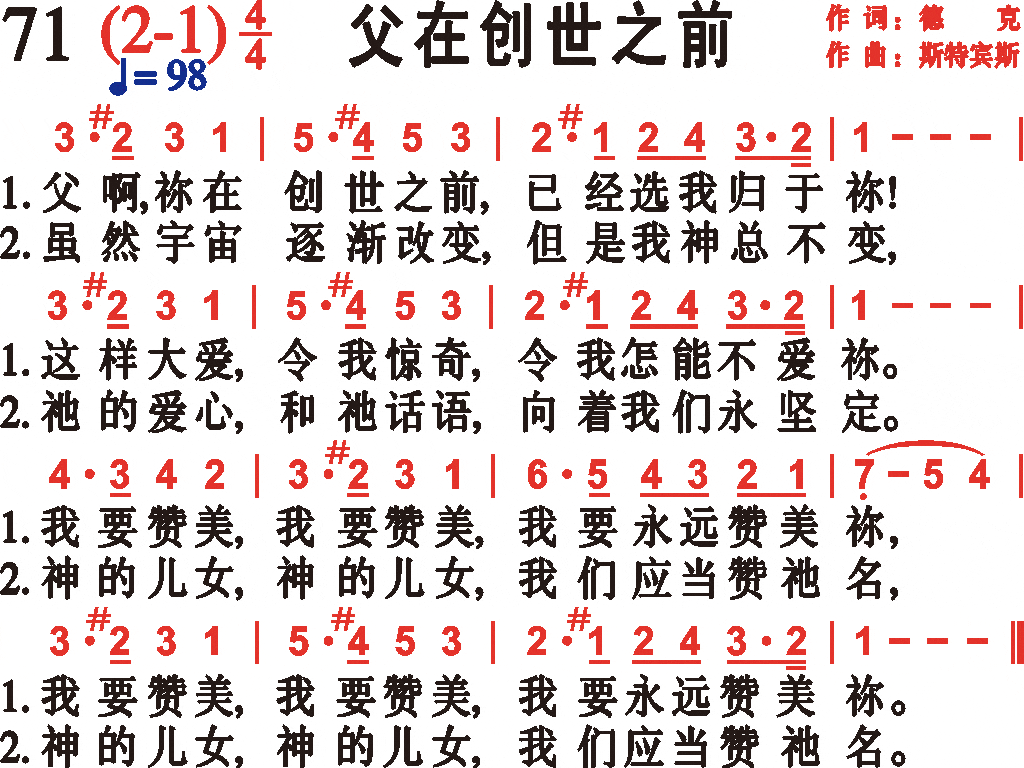 71 (2-1) 4/4 父在创世之前 作 词：德 克
♩= 98 作 曲：斯特宾斯
3 · #2 3 1 | 5 · #4 5 3 | 2 · #1 2 4 3 · 2 | 1 － － － |
1. 父 啊,祢在 创 世之前, 已 经选我归于 祢!
2. 虽 然宇宙 逐 渐改变, 但 是我神总不 变,
3 · #2 3 1 | 5 · #4 5 3 | 2 · #1 2 4 3 · 2 | 1 － － － |
1. 这 样大爱, 令 我惊奇, 令 我怎能不爱 祢。
2. 祂 的爱心, 和 祂话语, 向 着我们永坚 定。
4 · 3 4 2 | 3 · #2 3 1 | 6 · 5 4 3 2 1 | 7̣ － 5 4 |
1. 我 要赞美, 我 要赞美, 我 要永远赞美 祢,
2. 神 的儿女, 神 的儿女, 我 们应当赞祂 名,
3 · #2 3 1 | 5 · #4 5 3 | 2 · #1 2 4 3 · 2 | 1 － － ‖
1. 我 要赞美, 我 要赞美, 我 要永远赞美 祢。
2. 神 的儿女, 神 的儿女, 我 们应当赞祂 名。